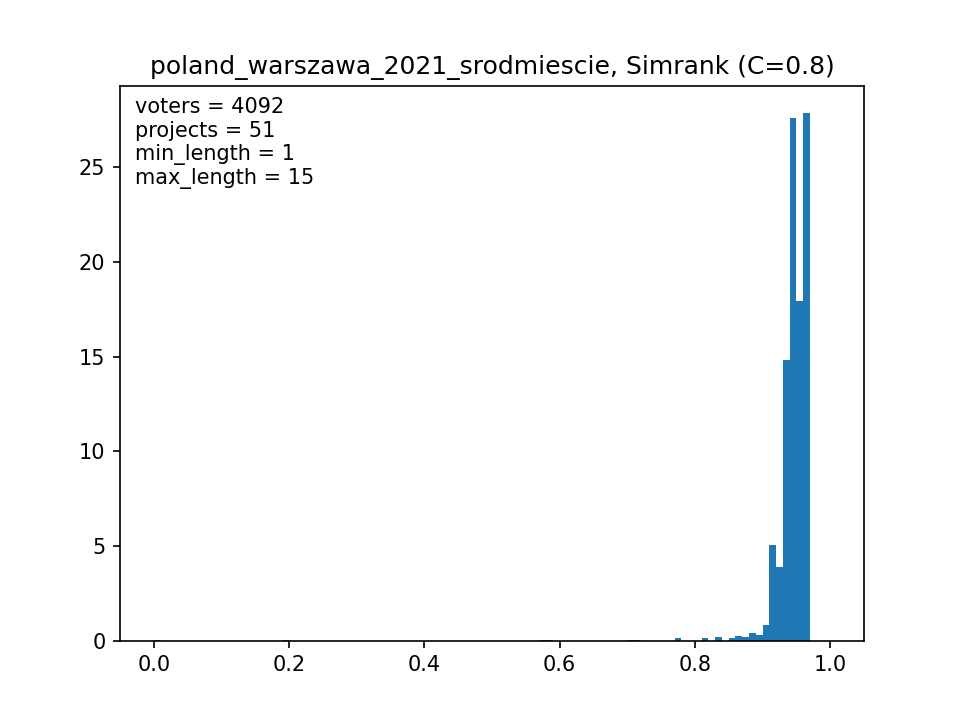 poland_warszawa_2021_srodmiescie, Simrank (C=0.8)
voters = 4092
projects = 51
min_length = 1
max_length = 15
25
20
15
10
5
0
0.0 0.2 0.4 0.6 0.8 1.0